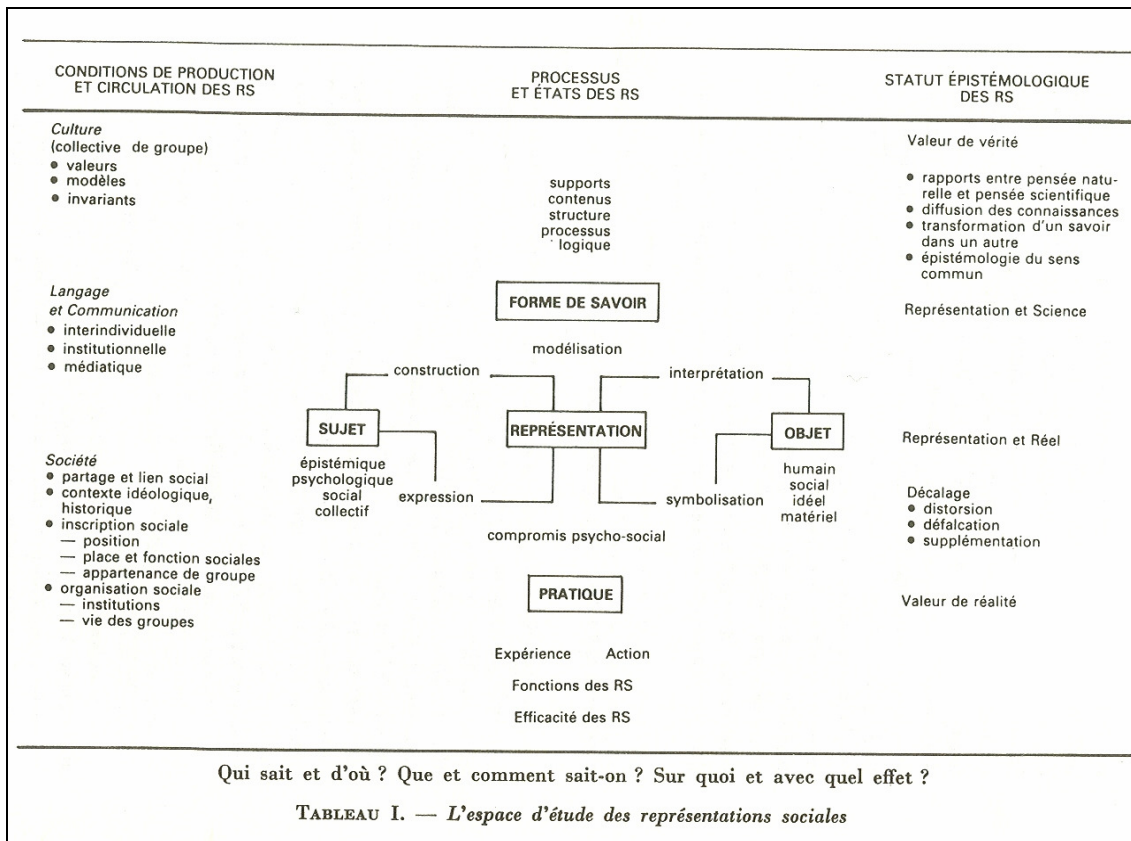 CONDITIONS DE PRODUCTION
ET CIRCULATION DES RS
PROCESSUS
ET ÉTATS DES RS
STATUT ÉPISTÉMOLOGIQUE
DES RS
Culture
(collective de groupe)
• valeurs
• modèles
• invariants
Langage
et Communication
• interindividuelle
• institutionnelle
• médiatique
Société
• partage et lien social
• contexte idéologique,
historique
• inscription sociale
— position
— place et fonction sociales
— appartenance de groupe
• organisation sociale
— institutions
— vie des groupes
supports
contenus
structure
processus
logique
FORME DE SAVOIR
modélisation
construction
interprétation
SUJET
REPRÉSENTATION
OBJET
épistémique
psychologique
social
collectif
expression
symbolisation
humain
social
idéel
matériel
compromis psycho-social
PRATIQUE
Expérience Action
Fonctions des RS
Efficacité des RS
Valeur de vérité
• rapports entre pensée natu-
relle et pensée scientifique
• diffusion des connaissances
• transformation d'un savoir
dans un autre
• épistémologie du sens
commun
Représentation et Science
Représentation et Réel
Décalage
• distorsion
• défalcation
• supplémentation
Valeur de réalité
Qui sait et d'où ? Que et comment sait-on ? Sur quoi et avec quel effet ?
TABLEAU I. — L'espace d'étude des représentations sociales